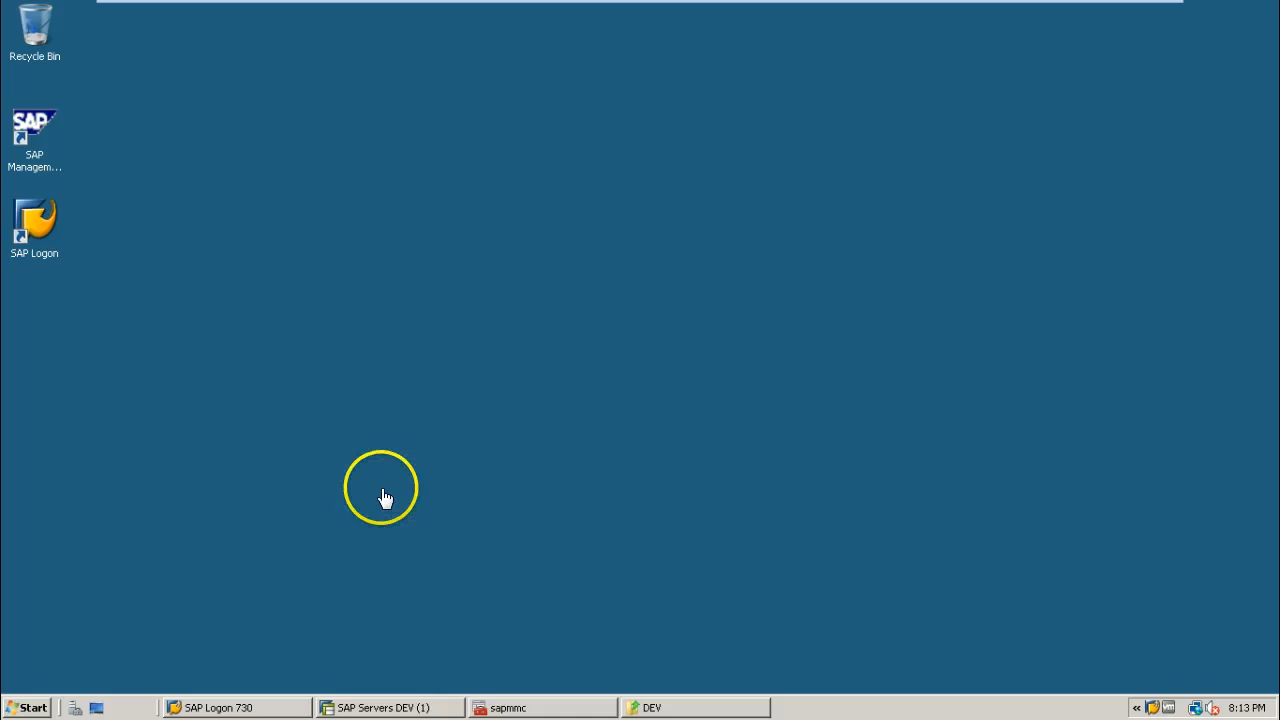 Recycle Bin
SAP
SAP
Managem...
SAP Logon
Start
SAP Logon 730
SAP Servers DEV (1)
sapmmc
DEV
«
8:13 PM